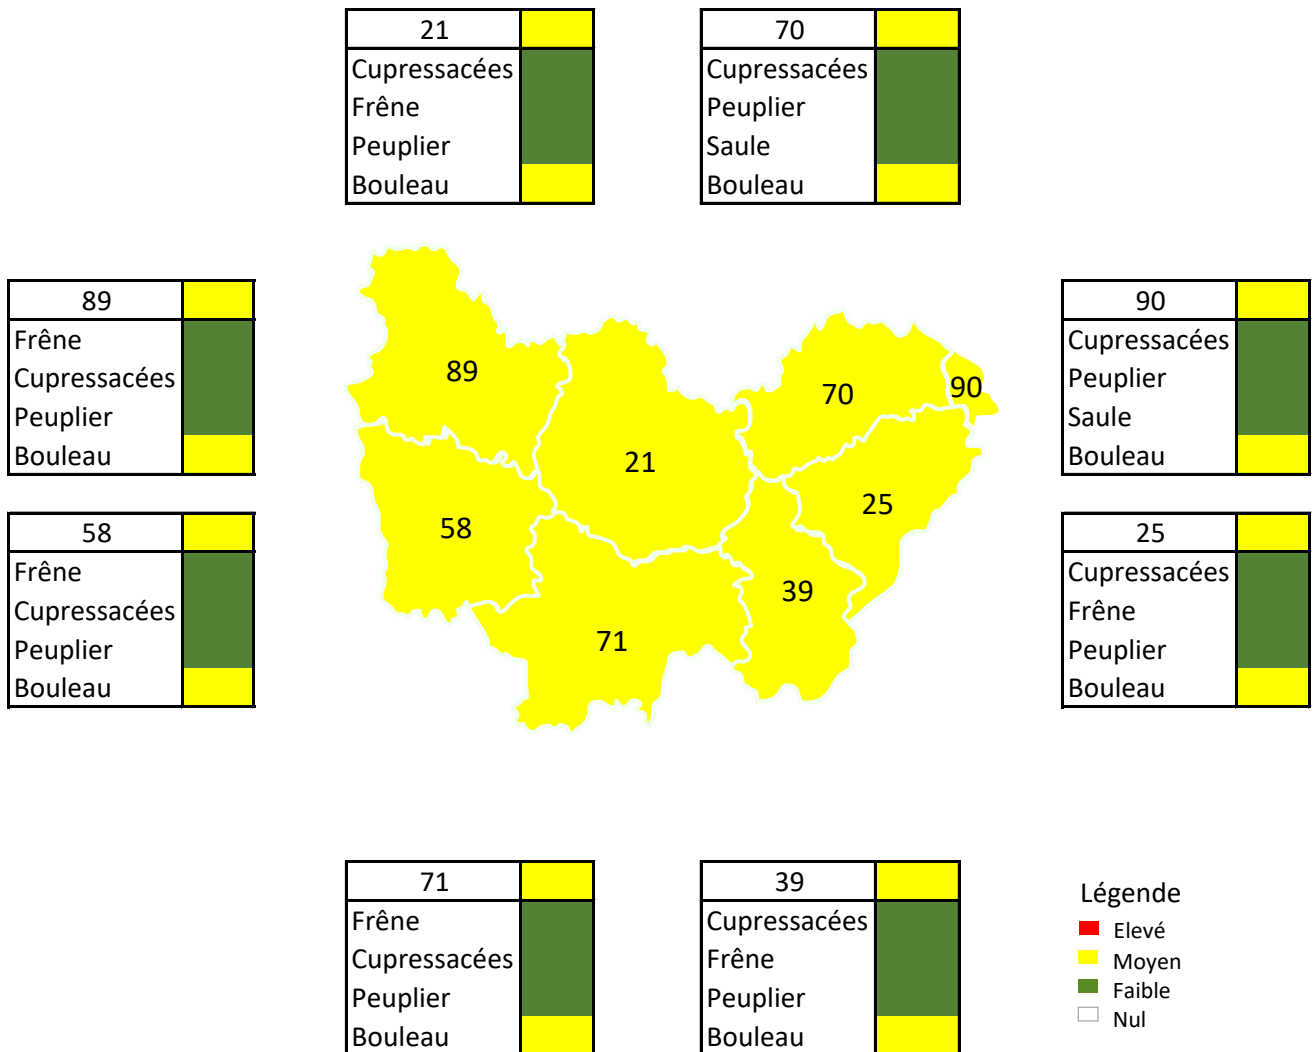 21
Cupressacées
Frêne
Peuplier
Bouleau
70
Cupressacées
Peuplier
Saule
Bouleau
89
Frêne
Cupressacées
Peuplier
Bouleau
58
Frêne
Cupressacées
Peuplier
Bouleau
89
70
90
21
25
58
39
71
90
Cupressacées
Peuplier
Saule
Bouleau
25
Cupressacées
Frêne
Peuplier
Bouleau
71
Frêne
Cupressacées
Peuplier
Bouleau
39
Cupressacées
Frêne
Peuplier
Bouleau
Légende
Elevé
Moyen
Faible
Nul